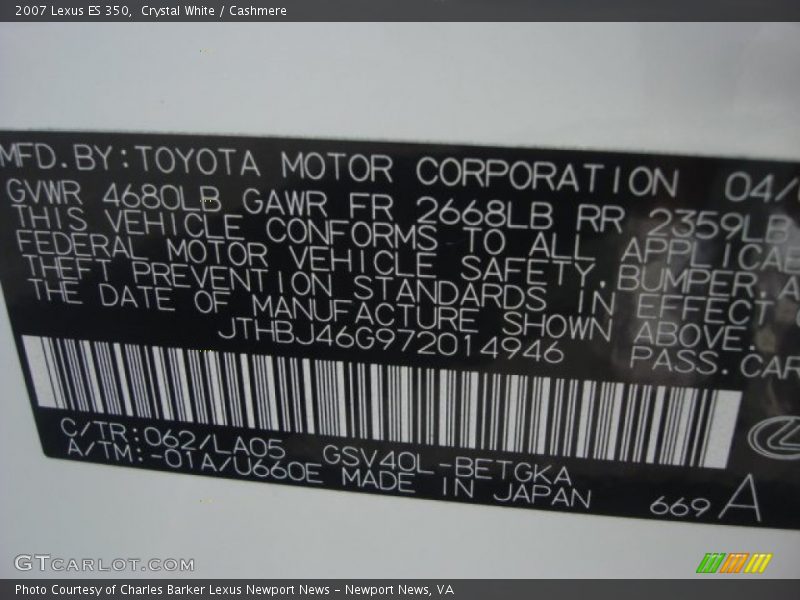 2007 Lexus ES 350, Crystal White / Cashmere
MFD.BY:TOYOTA MOTOR CORPORATION 04/
GVWR 4680LB GAWR FR 2668LB RR 2359LB
THIS VEHICLE CONFORMS TO ALL APPLICAB
FEDERAL MOTOR VEHICLE SAFETY,BUMPER,A
THEFT PREVENTION STANDARDS IN EFFECT
THE DATE OF MANUFACTURE SHOWN ABOVE.
JTHBJ46G972014946 PASS.CAR
C/TR:062/LA05 GSV40L-BETGKA
A/TM:-01A/U660E MADE IN JAPAN 669 A
GTCARLOT.COM
Photo Courtesy of Charles Barker Lexus Newport News - Newport News, VA